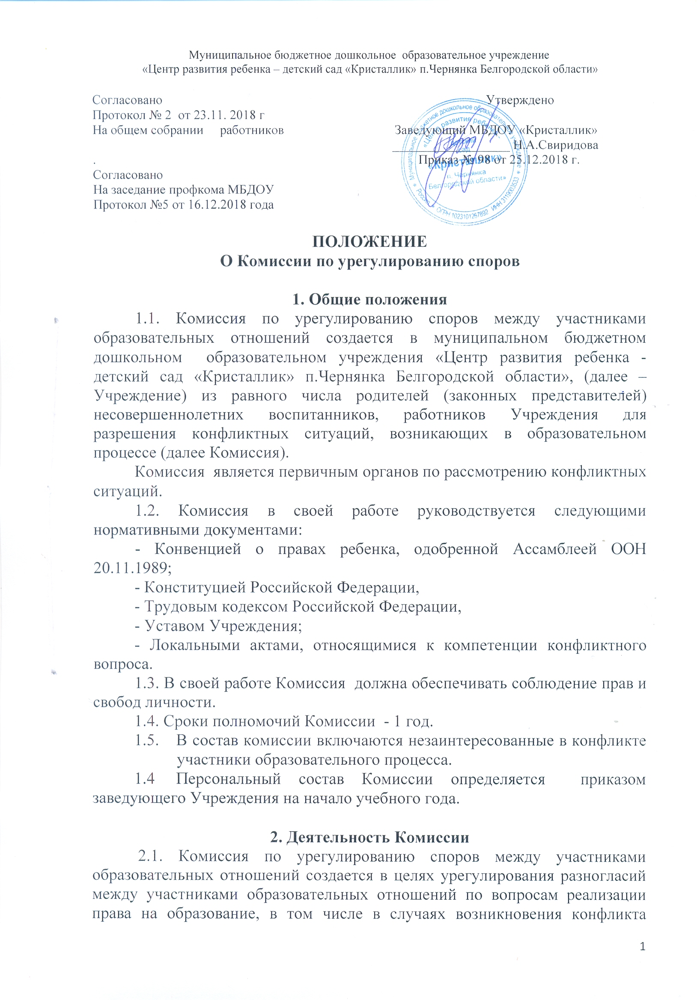 Муниципальное бюджетное дошкольное  образовательное учреждение
«Центр развития ребенка – детский сад «Кристаллик» п.Чернянка Белгородской области»
Согласовано
Протокол № 2  от 23.11. 2018 г
На общем собрании     работников
.
Согласовано
На заседание профкома МБДОУ
Протокол №5 от 16.12.2018 года
Утверждено
Заведующий МБДОУ «Кристаллик»
__________________ Н.А.Свиридова
Приказ № 98 от 25.12.2018 г.
Муниципальное бюджетное дошкольное образовательное учреждение
* Россия * ОГРН 1023101267892 ИНН 3119003533 *
«Центр развития ребенка -
детский
сад
«Кристаллик»
п. Чернянка
Белгородской области»
ПОЛОЖЕНИЕ
О Комиссии по урегулированию споров
1. Общие положения
1.1. Комиссия по урегулированию споров между участниками
образовательных отношений создается в муниципальном бюджетном
дошкольном  образовательном учреждения «Центр развития ребенка -
детский сад «Кристаллик» п.Чернянка Белгородской области», (далее –
Учреждение) из равного числа родителей (законных представителей)
несовершеннолетних воспитанников, работников Учреждения для
разрешения конфликтных ситуаций, возникающих в образовательном
процессе (далее Комиссия).
Комиссия  является первичным органов по рассмотрению конфликтных
ситуаций.
1.2. Комиссия в своей работе руководствуется следующими
нормативными документами:
- Конвенцией о правах ребенка, одобренной Ассамблеей ООН
20.11.1989;
- Конституцией Российской Федерации,
- Трудовым кодексом Российской Федерации,
- Уставом Учреждения;
- Локальными актами, относящимися к компетенции конфликтного
вопроса.
1.3. В своей работе Комиссия  должна обеспечивать соблюдение прав и
свобод личности.
1.4. Сроки полномочий Комиссии  - 1 год.
1.5. В состав комиссии включаются незаинтересованные в конфликте
участники образовательного процесса.
1.4 Персональный состав Комиссии определяется  приказом
заведующего Учреждения на начало учебного года.
2. Деятельность Комиссии
2.1. Комиссия по урегулированию споров между участниками
образовательных отношений создается в целях урегулирования разногласий
между участниками образовательных отношений по вопросам реализации
права на образование, в том числе в случаях возникновения конфликта
1